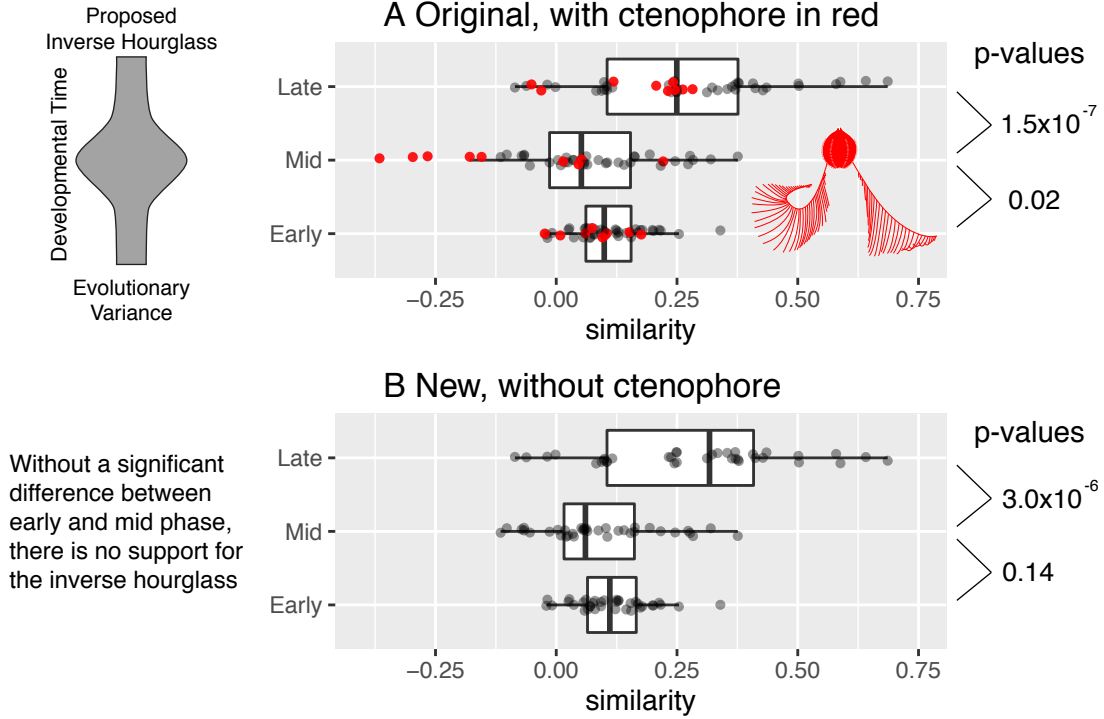 Proposed
Inverse Hourglass
Developmental Time
Evolutionary
Variance
A Original, with ctenophore in red
Late
Mid
Early
−0.25 0.00 0.25 0.50 0.75
similarity
p-values
1.5x10⁻⁷
0.02
B New, without ctenophore
Without a significant
difference between
early and mid phase,
there is no support for
the inverse hourglass
Late
Mid
Early
−0.25 0.00 0.25 0.50 0.75
similarity
p-values
3.0x10⁻⁶
0.14